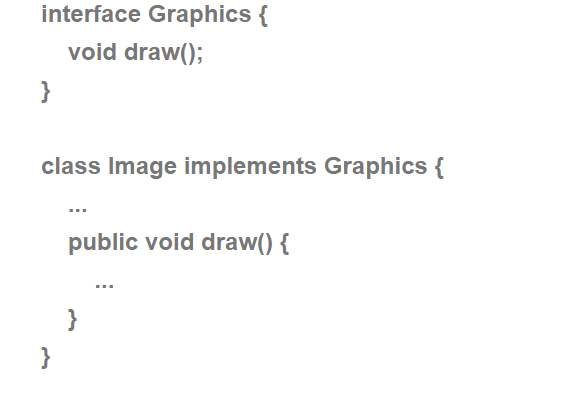 interface Graphics {
void draw();
}
class Image implements Graphics {
...
public void draw() {
...
}
}